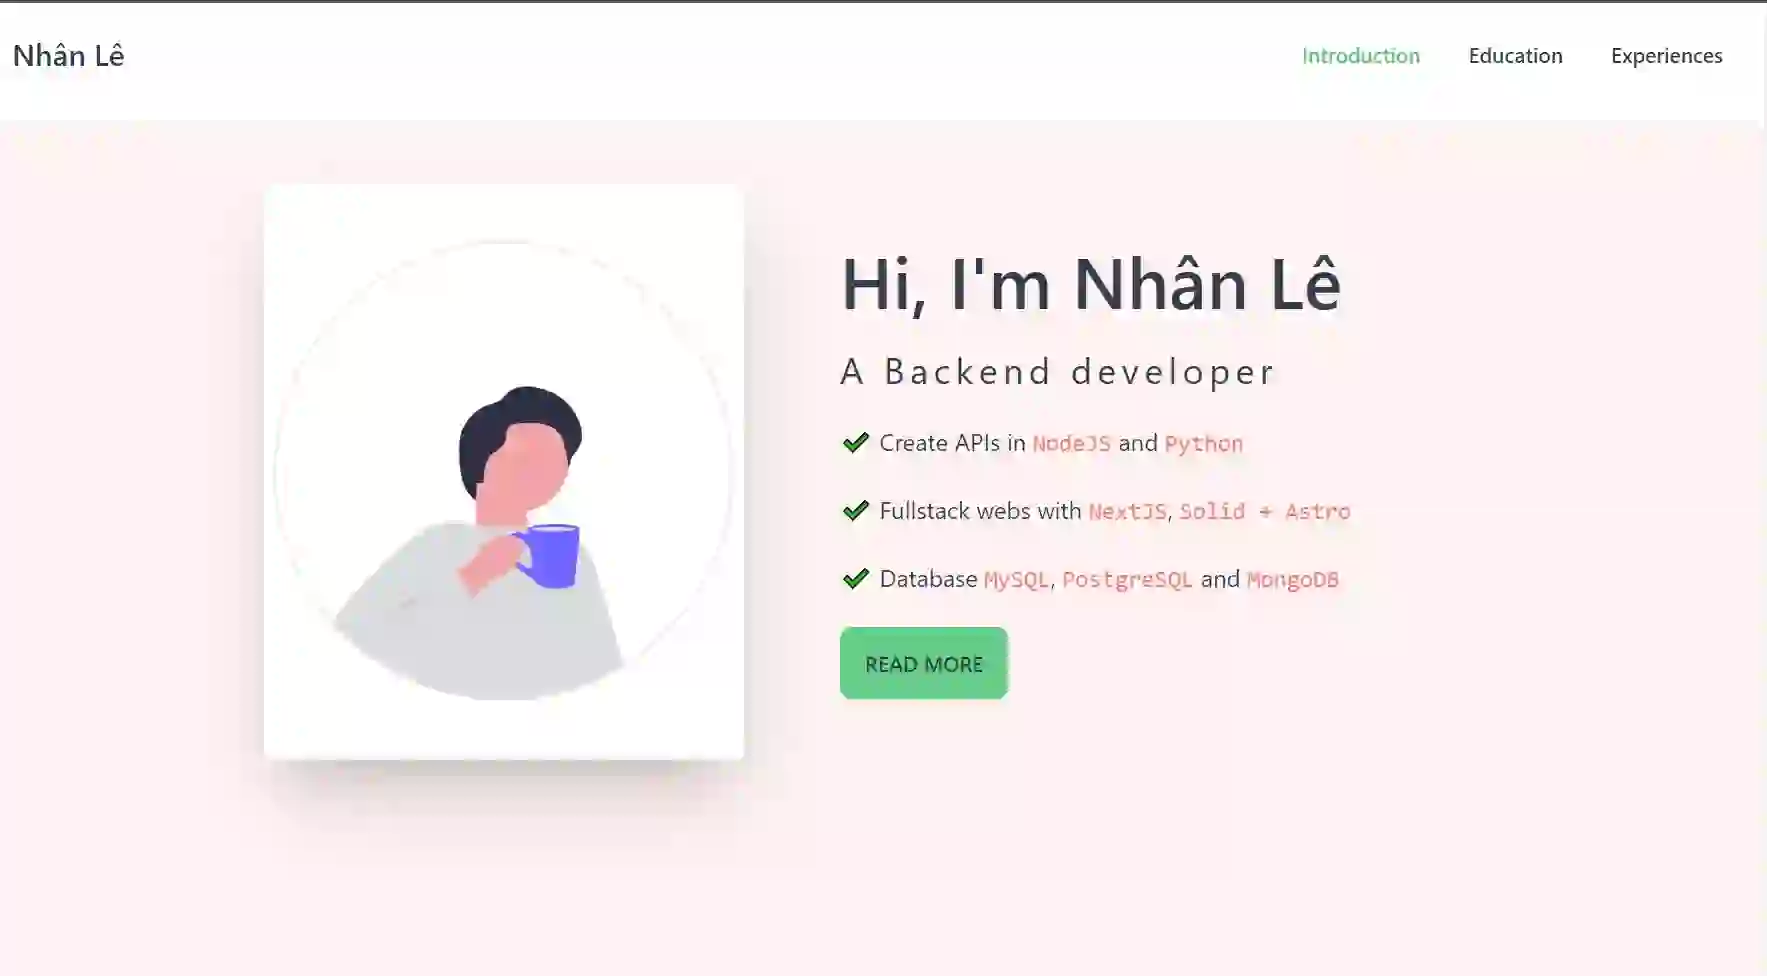 Nhân Lê
Introduction Education Experiences
Hi, I'm Nhân Lê
A Backend developer
Create APIs in NodeJS and Python
Fullstack webs with NextJS, Solid + Astro
Database MySQL, PostgreSQL and MongoDB
READ MORE